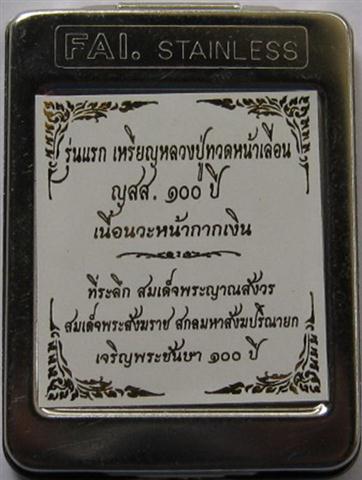 FAI. STAINLESS
รุ่นแรก เหรียญหลวงปู่ทวดหน้าเลื่อน
ญสส. ๑๐๐ ปี
เนื้อนวะหน้ากากเงิน
ที่ระลึก สมเด็จพระญาณสังวร
สมเด็จพระสังฆราช สกลมหาสังฆปริณายก
เจริญพระชันษา ๑๐๐ ปี